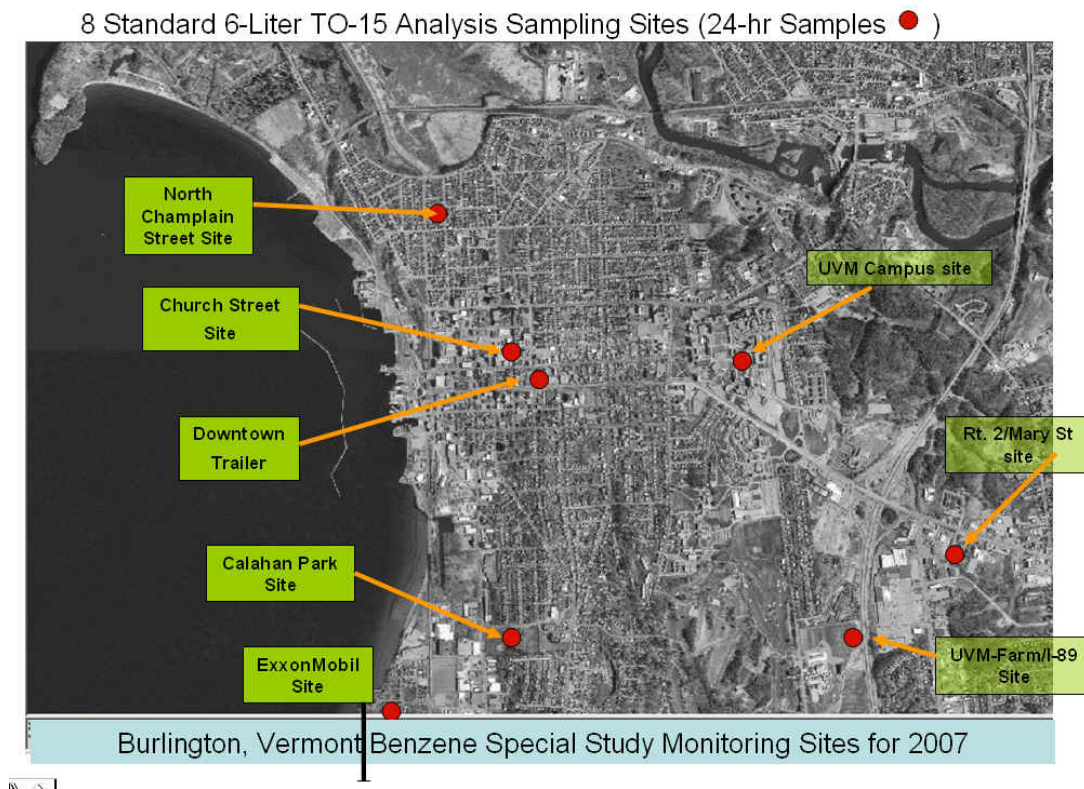 8 Standard 6-Liter TO-15 Analysis Sampling Sites (24-hr Samples )
North
Champlain
Street Site
UVM Campus site
Church Street
Site
Downtown
Trailer
Rt. 2/Mary St
site
Calahan Park
Site
ExxonMobil
Site
UVM-Farm/I-89
Site
Burlington, Vermont Benzene Special Study Monitoring Sites for 2007